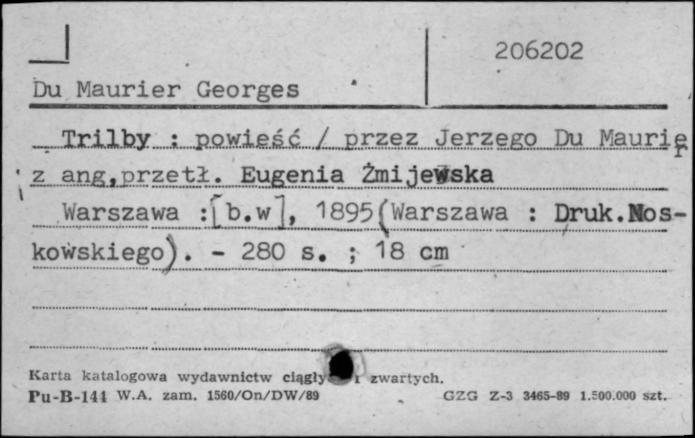 206202
Du Maurier Georges
Trilby : powieść / przez Jerzego Du Maurier
z ang,przetł. Eugenia Żmijewska
Warszawa :[b.w], 1895(Warszawa : Druk.Nos-
kowskiego). - 280 s. ; 18 cm
Karta katalogowa wydawnictw ciągły i zwartych.
Pu-B-144 W.A. zam. 1560/On/DW/89 GZG Z-3 3465-89 1.500.000 szt.